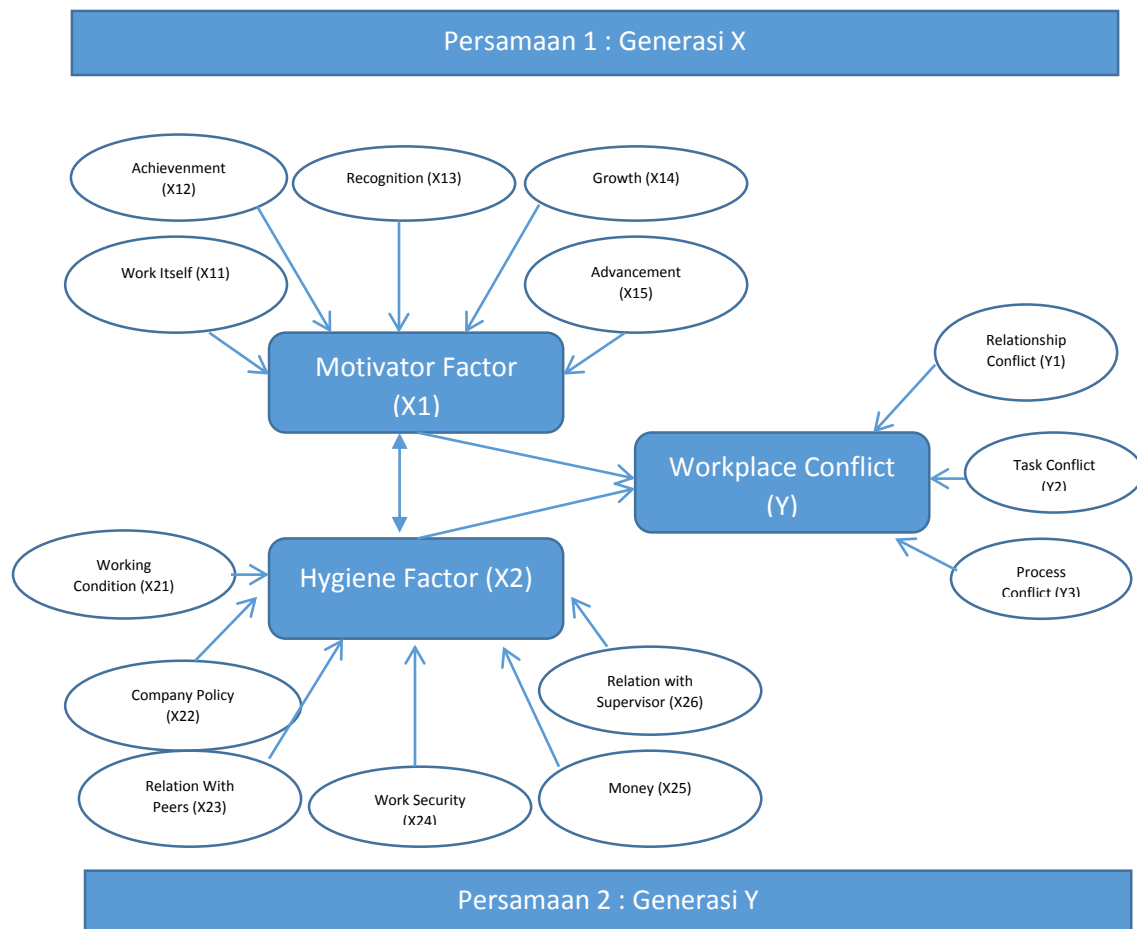 Persamaan 1 : Generasi X
Achievenment
(X12)
Recognition (X13)
Growth (X14)
Work Itself (X11)
Advancement
(X15)
Motivator Factor
(X1)
Relationship
Conflict (Y1)
Workplace Conflict
(Y)
Task Conflict
(Y2)
Process
Conflict (Y3)
Working
Condition (X21)
Hygiene Factor (X2)
Company Policy
(X22)
Relation with
Supervisor (X26)
Relation With
Peers (X23)
Work Security
(X24)
Money (X25)
Persamaan 2 : Generasi Y